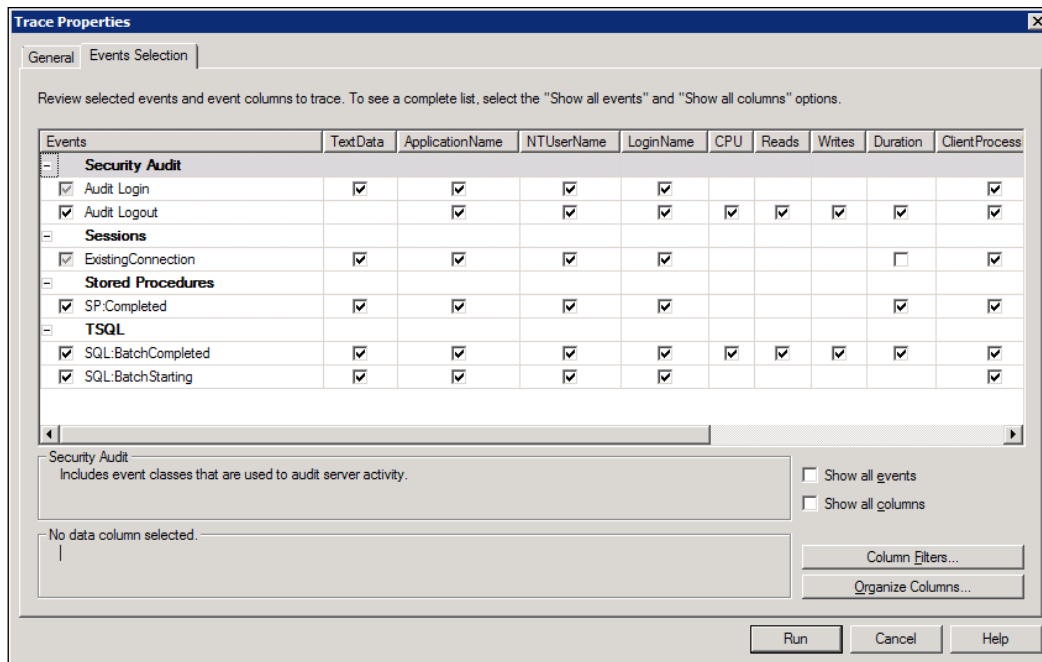 Trace Properties
General Events Selection
Review selected events and event columns to trace. To see a complete list, select the "Show all events" and "Show all columns" options.
Events TextData ApplicationName NTUserName LoginName CPU Reads Writes Duration ClientProcess
Security Audit
Audit Login
Audit Logout
Sessions
ExistingConnection
Stored Procedures
SP:Completed
TSQL
SQL:BatchCompleted
SQL:BatchStarting
Security Audit
Includes event classes that are used to audit server activity.
Show all events
Show all columns
No data column selected.
Column Filters...
Organize Columns...
Run Cancel Help